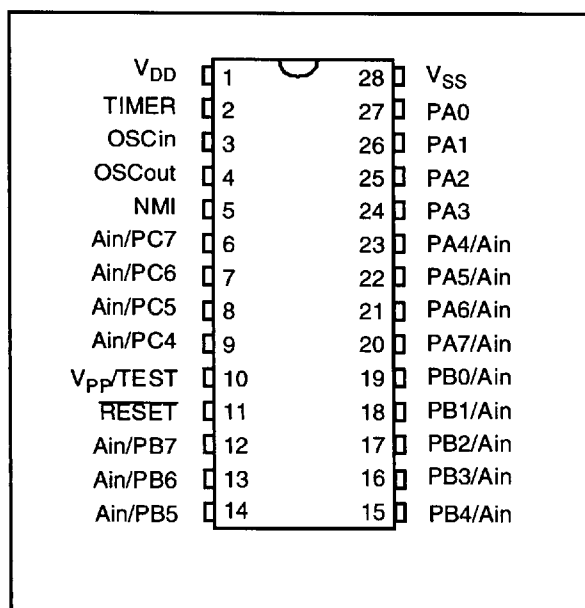 V_DD 1 28 V_SS
TIMER 2 27 PA0
OSCin 3 26 PA1
OSCout 4 25 PA2
NMI 5 24 PA3
Ain/PC7 6 23 PA4/Ain
Ain/PC6 7 22 PA5/Ain
Ain/PC5 8 21 PA6/Ain
Ain/PC4 9 20 PA7/Ain
V_PP/TEST 10 19 PB0/Ain
RESET 11 18 PB1/Ain
Ain/PB7 12 17 PB2/Ain
Ain/PB6 13 16 PB3/Ain
Ain/PB5 14 15 PB4/Ain